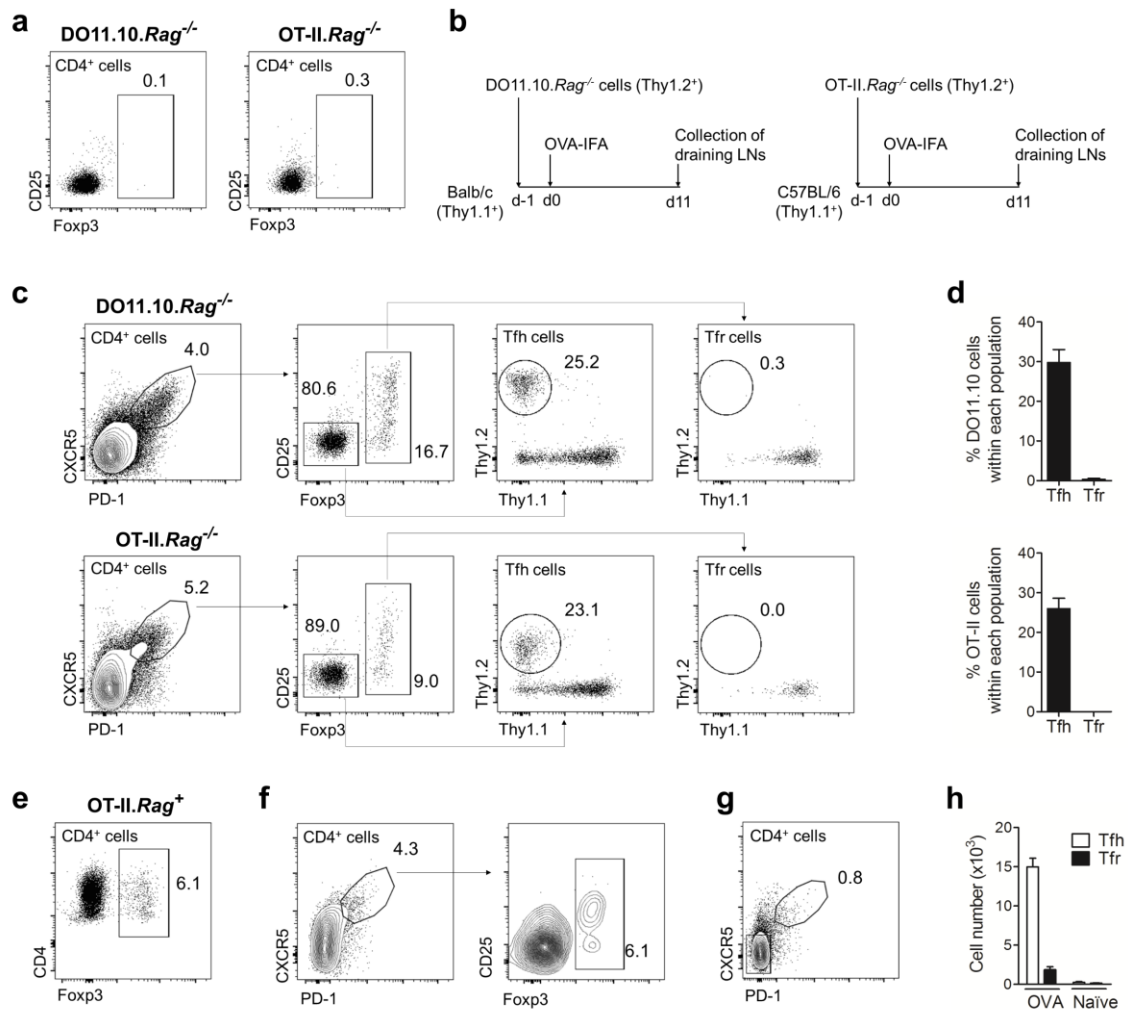 a
DO11.10.Rag-/-
OT-II.Rag-/-
CD4+ cells
0.1
CD25
Foxp3
CD4+ cells
0.3
CD25
Foxp3
b
DO11.10.Rag-/- cells (Thy1.2+)
OVA-IFA
Collection of
draining LNs
Balb/c
(Thy1.1+)
d-1
d0
d11
OT-II.Rag-/- cells (Thy1.2+)
OVA-IFA
Collection of
draining LNs
C57BL/6
(Thy1.1+)
d-1
d0
d11
c
DO11.10.Rag-/-
CD4+ cells
4.0
CXCR5
PD-1
80.6
16.7
CD25
Foxp3
Tfh cells
25.2
Thy1.2
Thy1.1
Tfr cells
0.3
Thy1.2
Thy1.1
OT-II.Rag-/-
CD4+ cells
5.2
CXCR5
PD-1
89.0
9.0
CD25
Foxp3
Tfh cells
23.1
Thy1.2
Thy1.1
Tfr cells
0.0
Thy1.2
Thy1.1
d
% DO11.10 cells
within each population
40
30
20
10
0
Tfh
Tfr
% OT-II cells
within each population
40
30
20
10
0
Tfh
Tfr
e
OT-II.Rag+
CD4+ cells
6.1
CD4
Foxp3
f
CD4+ cells
4.3
CXCR5
PD-1
6.1
CD25
Foxp3
g
CD4+ cells
0.8
CXCR5
PD-1
h
Cell number (x103)
20
15
10
5
0
Tfh
Tfr
OVA
Naïve